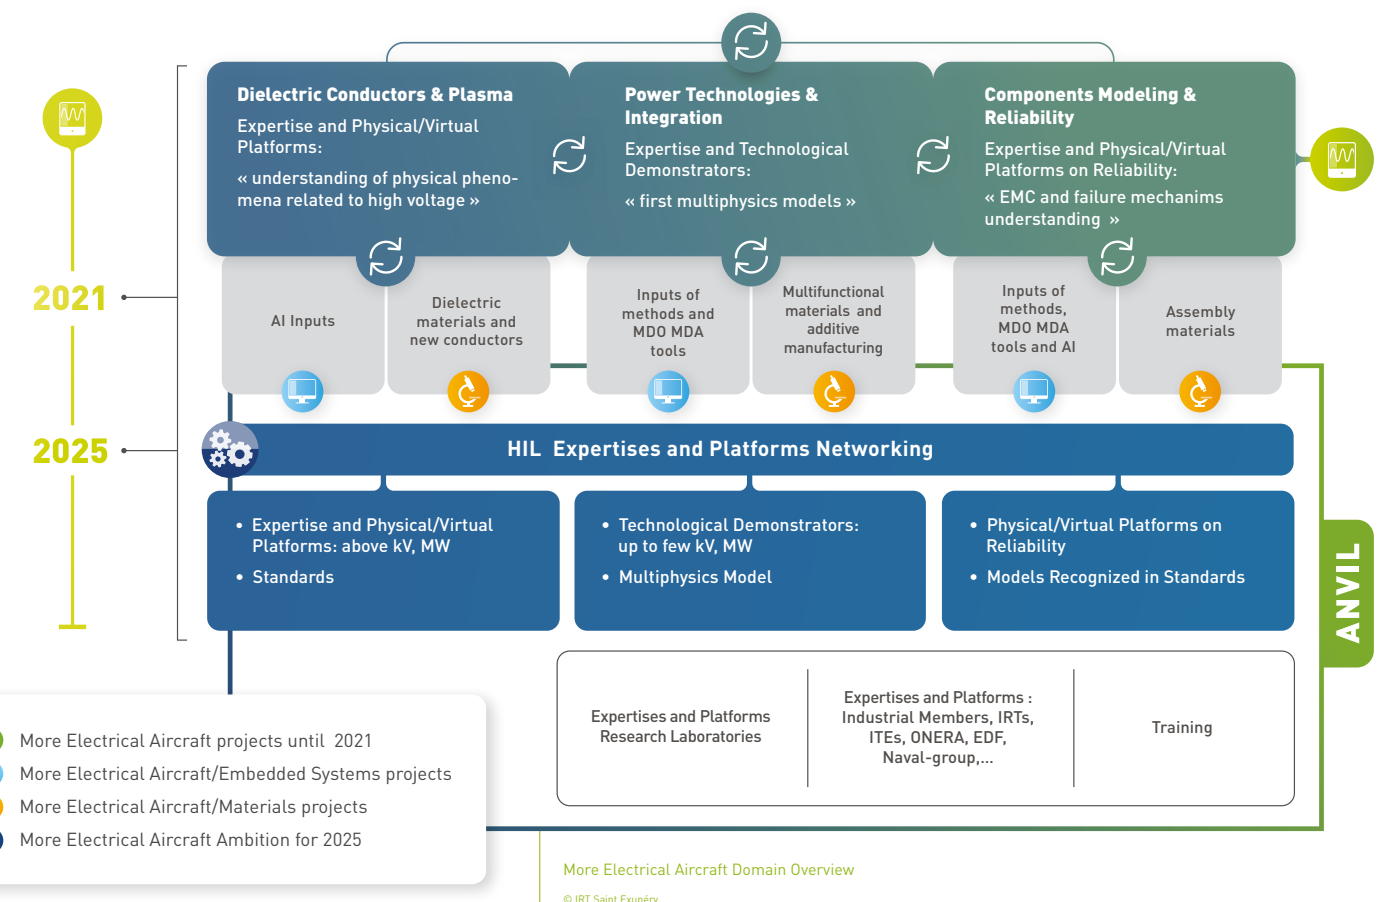 Dielectric Conductors & Plasma
Expertise and Physical/Virtual
Platforms:
« understanding of physical pheno-
mena related to high voltage »
Power Technologies &
Integration
Expertise and Technological
Demonstrators:
« first multiphysics models »
Components Modeling &
Reliability
Expertise and Physical/Virtual
Platforms on Reliability:
« EMC and failure mechanims
understanding »
2021
AI Inputs
Dielectric
materials and
new conductors
Inputs of
methods and
MDO MDA
tools
Multifunctional
materials and
additive
manufacturing
Inputs of
methods,
MDO MDA
tools and AI
Assembly
materials
2025
HIL Expertises and Platforms Networking
• Expertise and Physical/Virtual
Platforms: above kV, MW
• Standards
• Technological Demonstrators:
up to few kV, MW
• Multiphysics Model
• Physical/Virtual Platforms on
Reliability
• Models Recognized in Standards
ANVIL
Expertises and Platforms
Research Laboratories
Expertises and Platforms :
Industrial Members, IRTs,
ITEs, ONERA, EDF,
Naval-group,...
Training
More Electrical Aircraft projects until 2021
More Electrical Aircraft/Embedded Systems projects
More Electrical Aircraft/Materials projects
More Electrical Aircraft Ambition for 2025
More Electrical Aircraft Domain Overview
© IRT Saint Exupéry